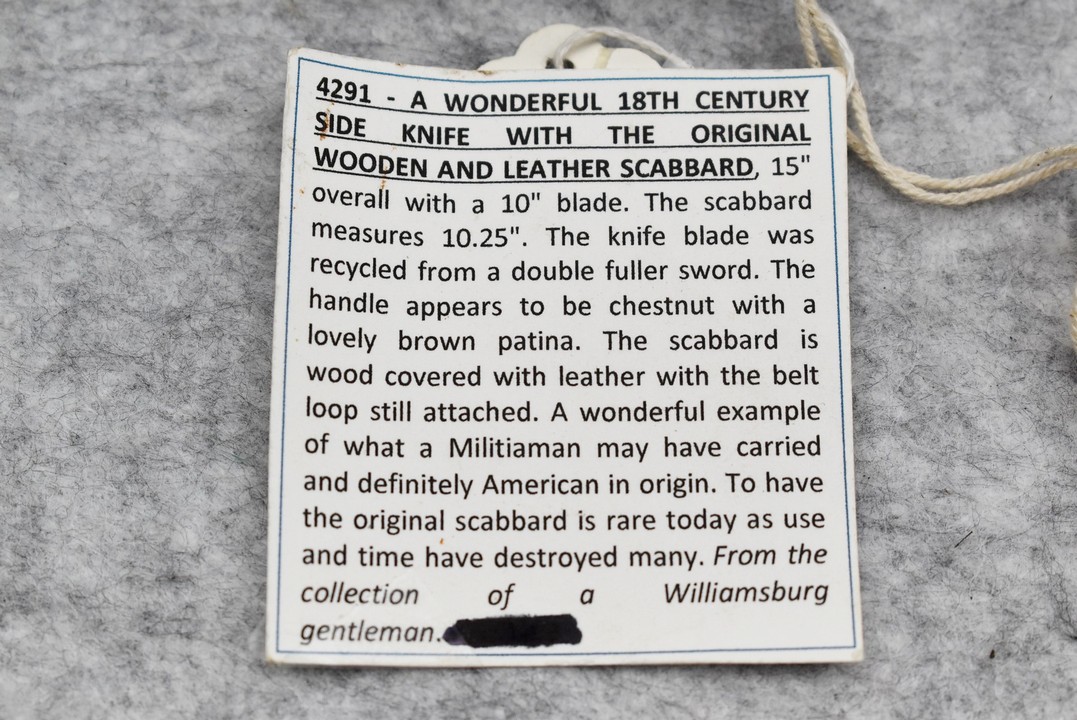 4291 - A WONDERFUL 18TH CENTURY
SIDE KNIFE WITH THE ORIGINAL
WOODEN AND LEATHER SCABBARD, 15"
overall with a 10" blade. The scabbard
measures 10.25". The knife blade was
recycled from a double fuller sword. The
handle appears to be chestnut with a
lovely brown patina. The scabbard is
wood covered with leather with the belt
loop still attached. A wonderful example
of what a Militiaman may have carried
and definitely American in origin. To have
the original scabbard is rare today as use
and time have destroyed many. From the
collection of a Williamsburg
gentleman.